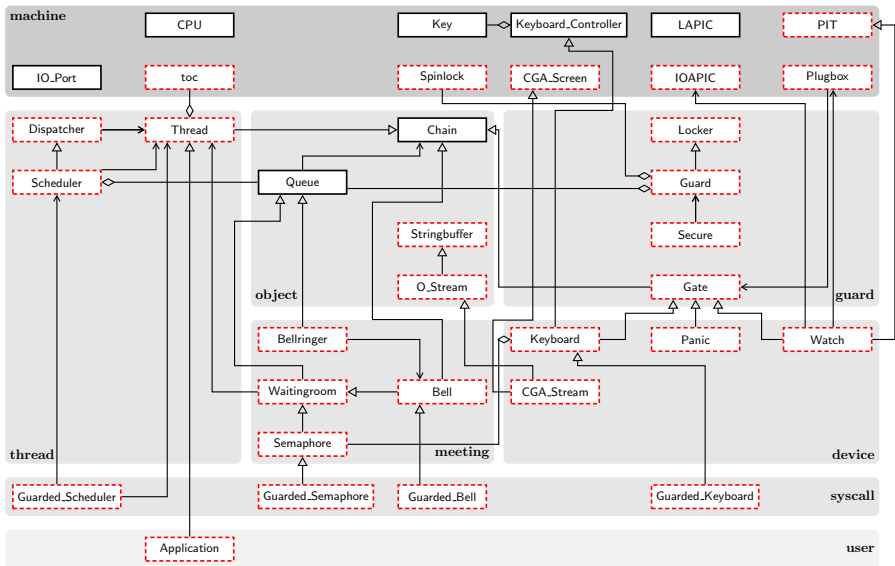 machine
CPU
Key
Keyboard_Controller
LAPIC
PIT
IO_Port
toc
Spinlock
CGA_Screen
IOAPIC
Plugbox
Dispatcher
Thread
Chain
Locker
Scheduler
Queue
Guard
Stringbuffer
Secure
O_Stream
Gate
object
guard
Bellringer
Keyboard
Panic
Watch
Waitingroom
Bell
CGA_Stream
Semaphore
thread
meeting
device
Guarded_Scheduler
Guarded_Semaphore
Guarded_Bell
Guarded_Keyboard
syscall
Application
user